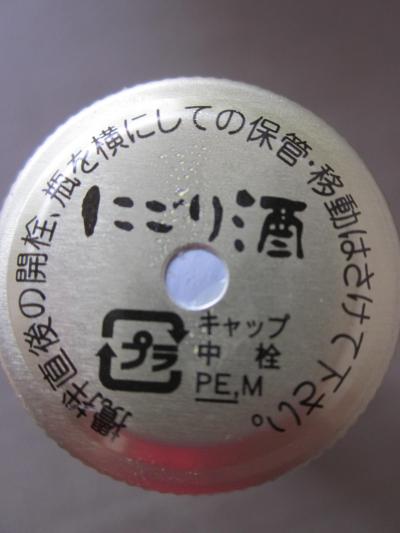 攪拌直後の開栓、瓶を横にしての保管・移動はさけて下さい。
にごり酒
プラ
キャップ
中栓
PE,M